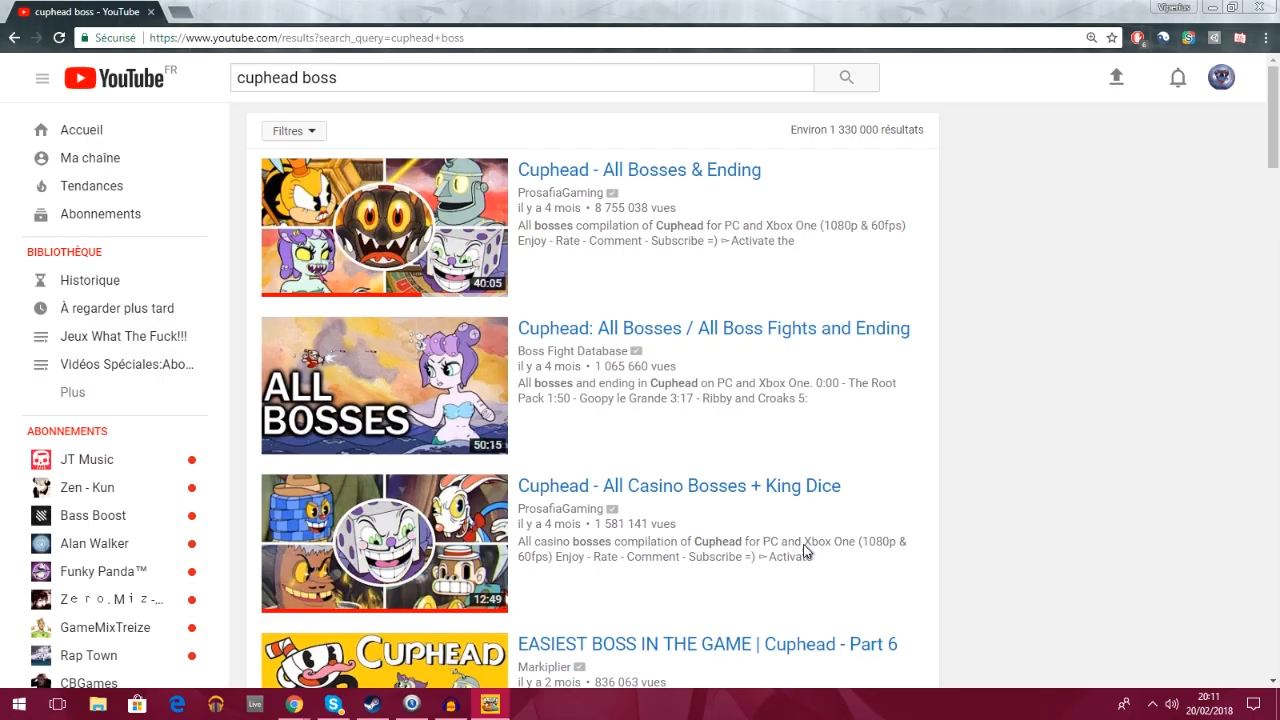 cuphead boss - YouTube
Viperius
Sécurisé
https://www.youtube.com/results?search_query=cuphead+boss
6
YouTube FR
cuphead boss
Accueil
Ma chaîne
Tendances
Abonnements
BIBLIOTHÈQUE
Historique
À regarder plus tard
Jeux What The Fuck!!!
Vidéos Spéciales:Abo...
Plus
ABONNEMENTS
JT Music
Zen - Kun
Bass Boost
Alan Walker
Funky Panda™
Z e r o . M i z -...
GameMixTreize
Rap Town
CBGames
Filtres
Environ 1 330 000 résultats
40:05
Cuphead - All Bosses & Ending
ProsafiaGaming
il y a 4 mois • 8 755 038 vues
All bosses compilation of Cuphead for PC and Xbox One (1080p & 60fps)
Enjoy - Rate - Comment - Subscribe =) ► Activate the
ALL
BOSSES
50:15
Cuphead: All Bosses / All Boss Fights and Ending
Boss Fight Database
il y a 4 mois • 1 065 660 vues
All bosses and ending in Cuphead on PC and Xbox One. 0:00 - The Root
Pack 1:50 - Goopy le Grande 3:17 - Ribby and Croaks 5:
12:49
Cuphead - All Casino Bosses + King Dice
ProsafiaGaming
il y a 4 mois • 1 581 141 vues
All casino bosses compilation of Cuphead for PC and Xbox One (1080p &
60fps) Enjoy - Rate - Comment - Subscribe =) ► Activate
CUPHEAD
EASIEST BOSS IN THE GAME | Cuphead - Part 6
Markiplier
il y a 2 mois • 836 063 vues
Live
20:11
20/02/2018